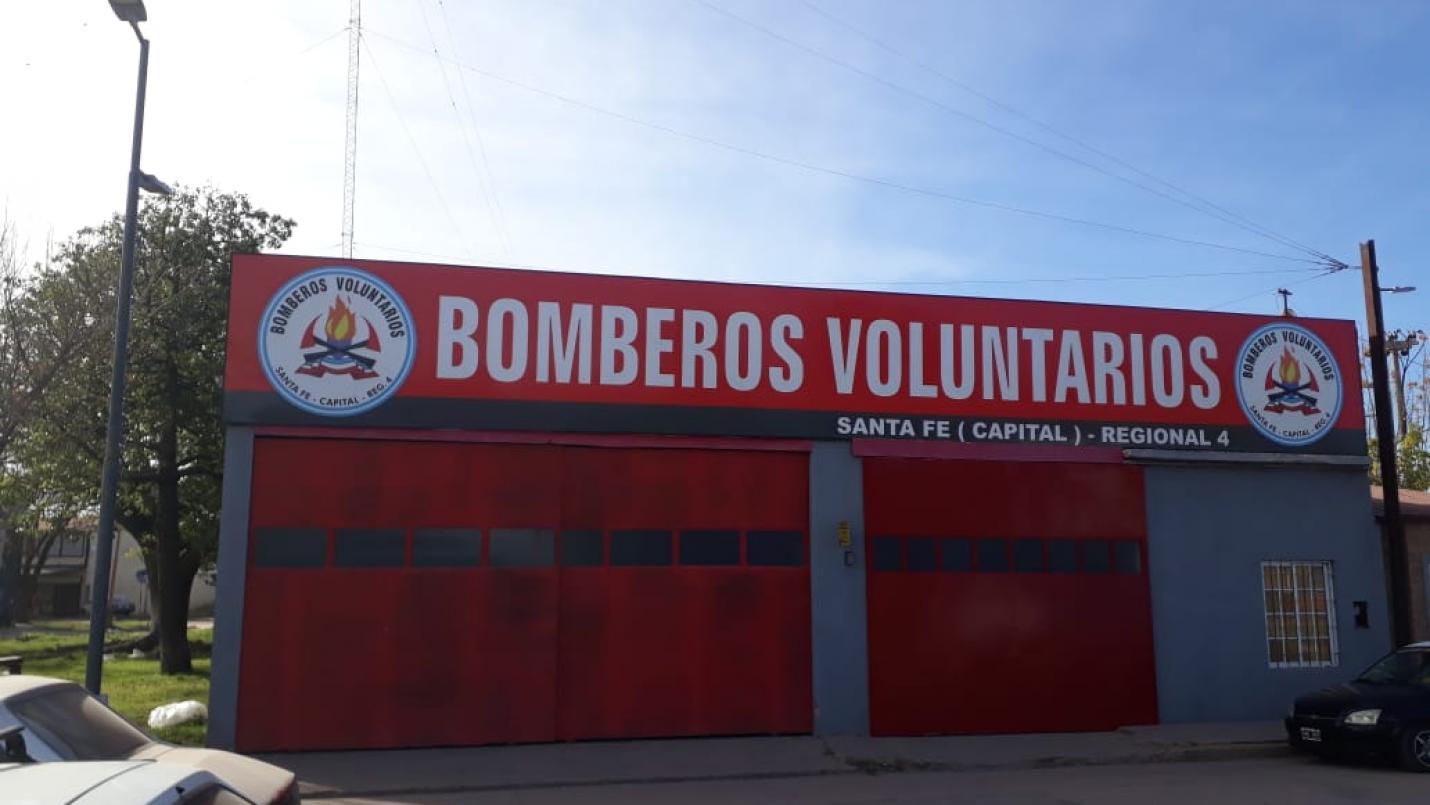 BOMBEROS VOLUNTARIOS
SANTA FE - CAPITAL - REG. 4
BOMBEROS VOLUNTARIOS
SANTA FE ( CAPITAL ) - REGIONAL 4
BOMBEROS VOLUNTARIOS
SANTA FE - CAPITAL - REG. 4